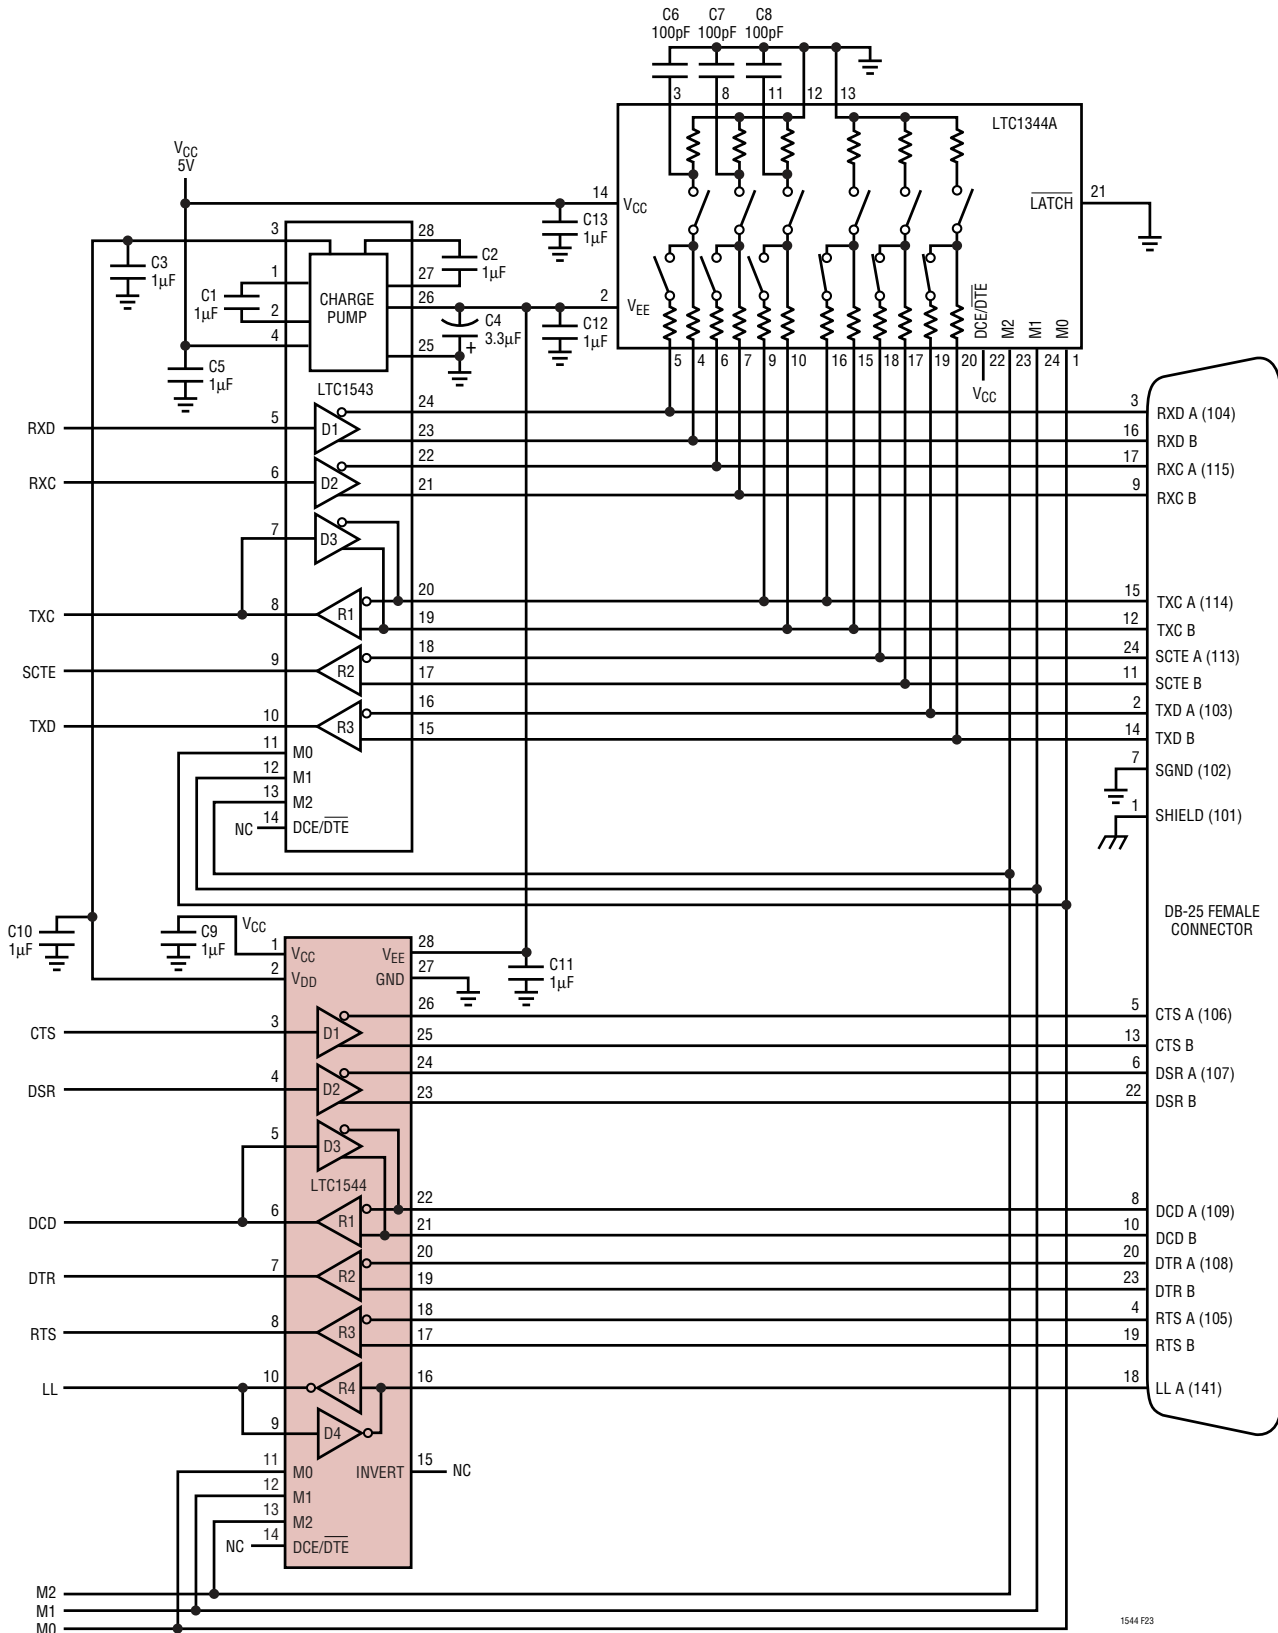 C6 C7 C8
100pF 100pF 100pF
3 8 11 12 13
LTC1344A
VCC
5V
14
VCC
C13
1µF
LATCH
21
3
28
C3
1µF
C2
1µF
1
27
C1
1µF
CHARGE
PUMP
26
2
VEE
2
C4
3.3µF
+
C12
1µF
4
25
C5
1µF
LTC1543
DCE/DTE
M2
M1
M0
5 4 6 7 9 10 16 15 18 17 19 20 22 23 24 1
VCC
RXD
5
D1
24
3
RXD A (104)
23
16
RXD B
RXC
6
D2
22
17
RXC A (115)
21
9
RXC B
7
D3
TXC
8
R1
20
15
TXC A (114)
19
12
TXC B
SCTE
9
R2
18
24
SCTE A (113)
17
11
SCTE B
TXD
10
R3
16
2
TXD A (103)
15
14
TXD B
11
M0
7
SGND (102)
12
M1
13
M2
1
SHIELD (101)
NC
14
DCE/DTE
DB-25 FEMALE
CONNECTOR
C10
1µF
C9
1µF
VCC
1
VCC
VEE
28
2
VDD
GND
27
C11
1µF
CTS
3
D1
26
5
CTS A (106)
25
13
CTS B
DSR
4
D2
24
6
DSR A (107)
23
22
DSR B
5
D3
LTC1544
DCD
6
R1
22
8
DCD A (109)
21
10
DCD B
DTR
7
R2
20
20
DTR A (108)
19
23
DTR B
RTS
8
R3
18
4
RTS A (105)
17
19
RTS B
LL
10
R4
16
18
LL A (141)
9
D4
11
M0
INVERT
15
NC
12
M1
13
M2
NC
14
DCE/DTE
M2
M1
M0
1544 F23